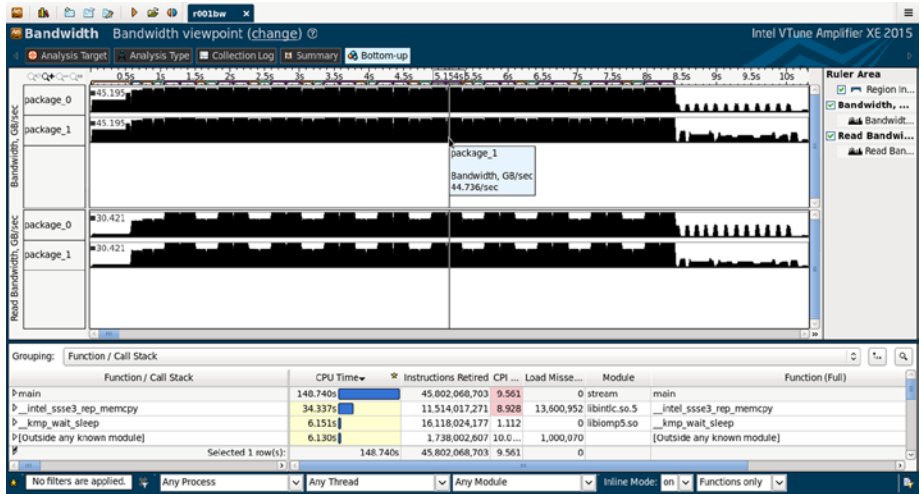 r001bw ×
Bandwidth Bandwidth viewpoint (change)
Intel VTune Amplifier XE 2015
Analysis Target Analysis Type Collection Log Summary Bottom-up
0.5s 1s 1.5s 2s 2.5s 3s 3.5s 4s 4.5s 5.154s 5.5s 6s 6.5s 7s 7.5s 8s 8.5s 9s 9.5s 10s
Ruler Area
Region In...
Bandwidth, ...
Bandwidt...
Read Bandwi...
Read Ban...
Bandwidth, GB/sec
package_0
45.195
package_1
45.195
package_1
Bandwidth, GB/sec
44.736/sec
Read Bandwidth, GB/sec
package_0
30.421
package_1
30.421
Grouping: Function / Call Stack
Function / Call Stack CPU Time Instructions Retired CPI ... Load Misse... Module Function (Full)
main 148.740s 45,802,068,703 9.561 0 stream main
__intel_ssse3_rep_memcpy 34.337s 11,514,017,271 8.928 13,600,952 libintlc.so.5 __intel_ssse3_rep_memcpy
__kmp_wait_sleep 6.151s 16,118,024,177 1.112 0 libiomp5.so __kmp_wait_sleep
[Outside any known module] 6.130s 1,738,002,607 10.0... 1,000,070 [Outside any known module]
Selected 1 row(s): 148.740s 45,802,068,703 9.561 0
No filters are applied. Any Process Any Thread Any Module Inline Mode: on Functions only